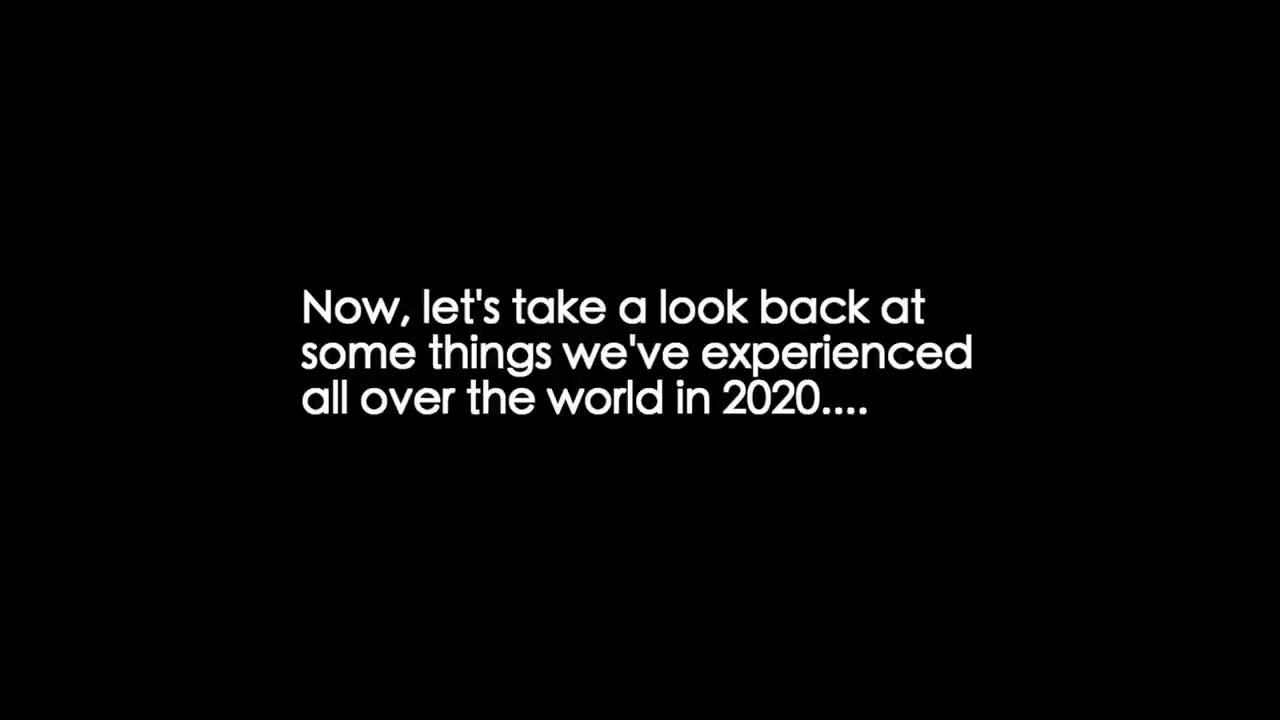 Now, let's take a look back at
some things we've experienced
all over the world in 2020....